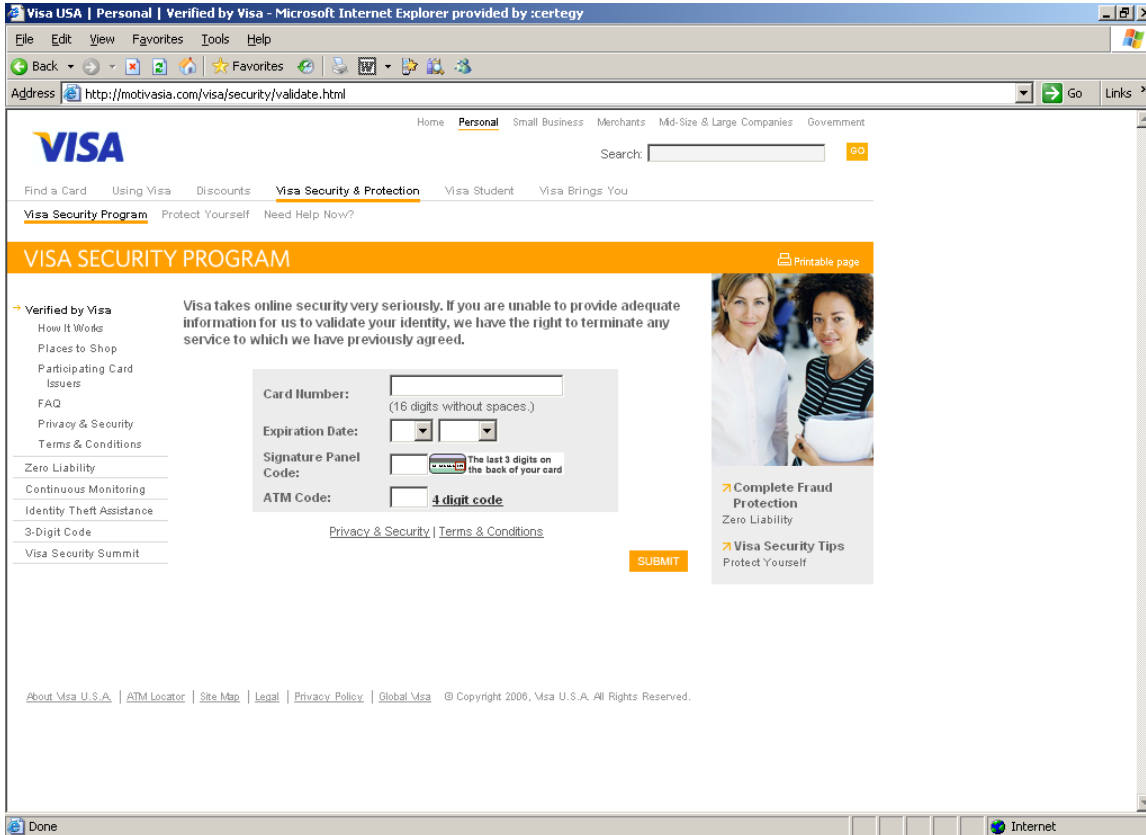 Visa USA | Personal | Verified by Visa - Microsoft Internet Explorer provided by :certegy
File Edit View Favorites Tools Help
Back Favorites
Address http://motivasia.com/visa/security/validate.html Go Links
Home Personal Small Business Merchants Mid-Size & Large Companies Government
VISA
Search: GO
Find a Card Using Visa Discounts Visa Security & Protection Visa Student Visa Brings You
Visa Security Program Protect Yourself Need Help Now?
VISA SECURITY PROGRAM
Printable page
Verified by Visa
How It Works
Places to Shop
Participating Card
Issuers
FAQ
Privacy & Security
Terms & Conditions
Zero Liability
Continuous Monitoring
Identity Theft Assistance
3-Digit Code
Visa Security Summit
Visa takes online security very seriously. If you are unable to provide adequate
information for us to validate your identity, we have the right to terminate any
service to which we have previously agreed.
Card Number:
(16 digits without spaces.)
Expiration Date:
Signature Panel
Code:
The last 3 digits on
the back of your card
ATM Code: 4 digit code
Privacy & Security | Terms & Conditions
SUBMIT
Complete Fraud
Protection
Zero Liability
Visa Security Tips
Protect Yourself
About Visa U.S.A. | ATM Locator | Site Map | Legal | Privacy Policy | Global Visa © Copyright 2006, Visa U.S.A. All Rights Reserved.
Done Internet